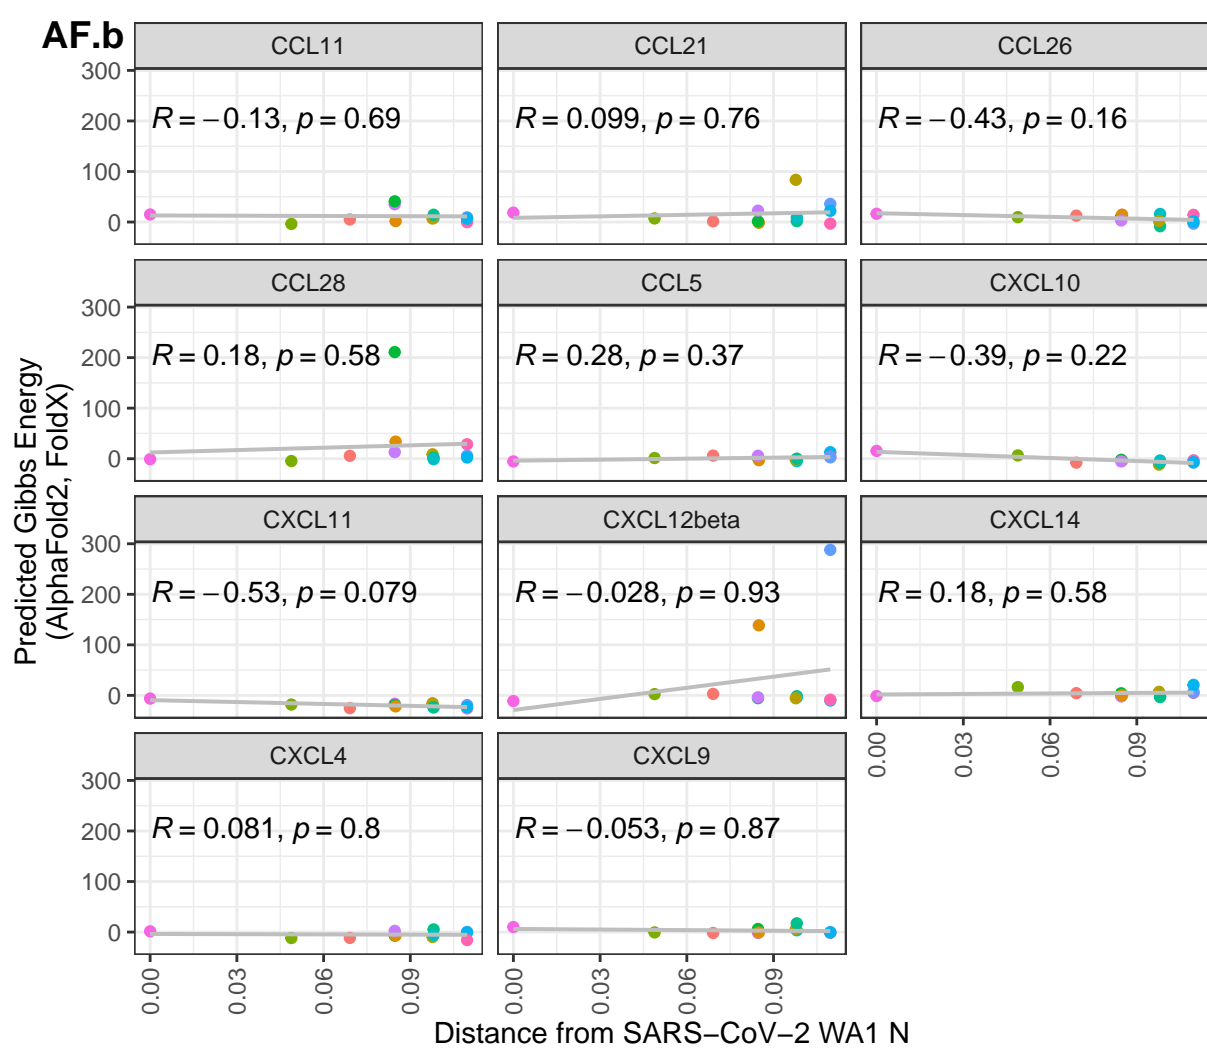 AF.b
CCL11
CCL21
CCL26
300
200
100
0
R = −0.13, p = 0.69
R = 0.099, p = 0.76
R = −0.43, p = 0.16
CCL28
CCL5
CXCL10
300
200
100
0
R = 0.18, p = 0.58
R = 0.28, p = 0.37
R = −0.39, p = 0.22
Predicted Gibbs Energy
(AlphaFold2, FoldX)
CXCL11
CXCL12beta
CXCL14
300
200
100
0
R = −0.53, p = 0.079
R = −0.028, p = 0.93
R = 0.18, p = 0.58
0.00
0.03
0.06
0.09
CXCL4
CXCL9
300
200
100
0
R = 0.081, p = 0.8
R = −0.053, p = 0.87
0.00
0.03
0.06
0.09
0.00
0.03
0.06
0.09
Distance from SARS−CoV−2 WA1 N